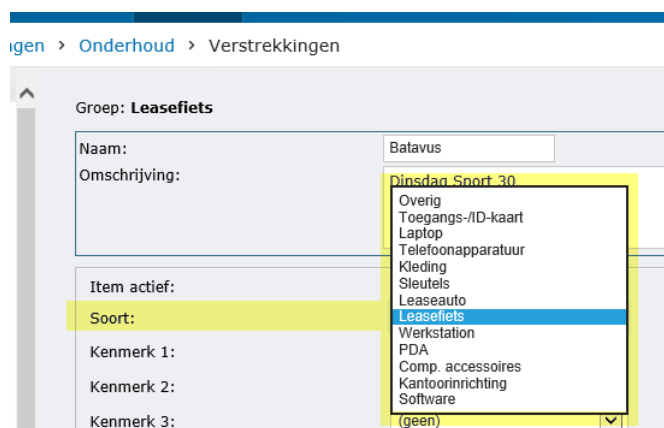 ngen > Onderhoud > Verstrekkingen
Groep: Leasefiets
Naam: Batavus
Omschrijving: Dinsdag Sport 30
Overig
Toegangs-/ID-kaart
Laptop
Telefoonapparatuur
Kleding
Sleutels
Leaseauto
Leasefiets
Werkstation
PDA
Comp. accessoires
Kantoorinrichting
Software
Item actief:
Soort:
Kenmerk 1:
Kenmerk 2:
Kenmerk 3: (geen)